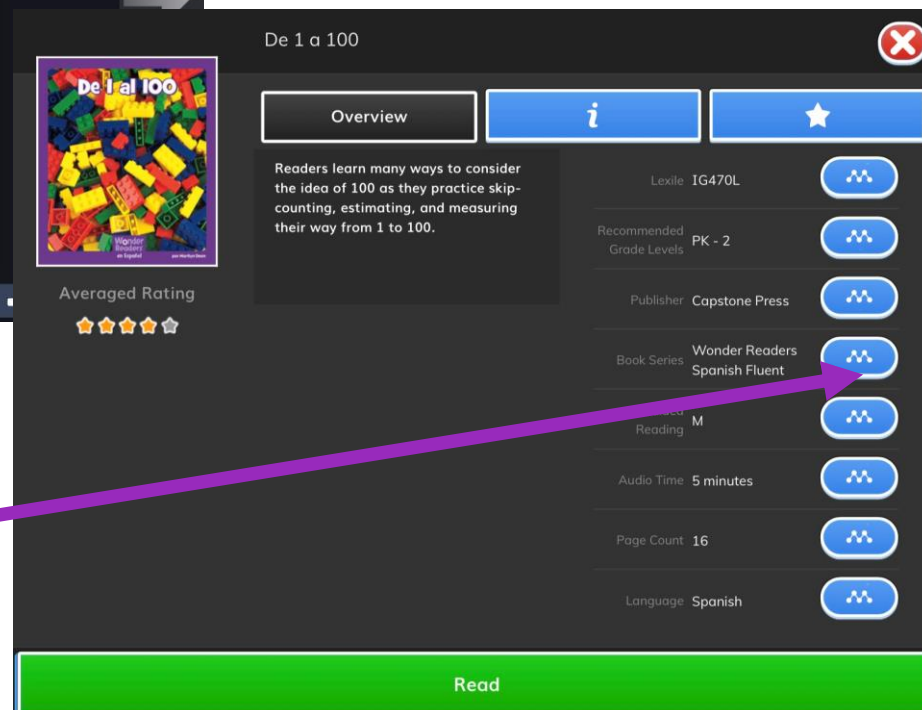 De 1 a 100
De 1 al 100
Wonder
Readers
en Español
Averaged Rating
Overview
i
Readers learn many ways to consider
the idea of 100 as they practice skip-
counting, estimating, and measuring
their way from 1 to 100.
Lexile IG470L
Recommended
Grade Levels PK - 2
Publisher Capstone Press
Book Series Wonder Readers
Spanish Fluent
Reading M
Audio Time 5 minutes
Page Count 16
Language Spanish
Read